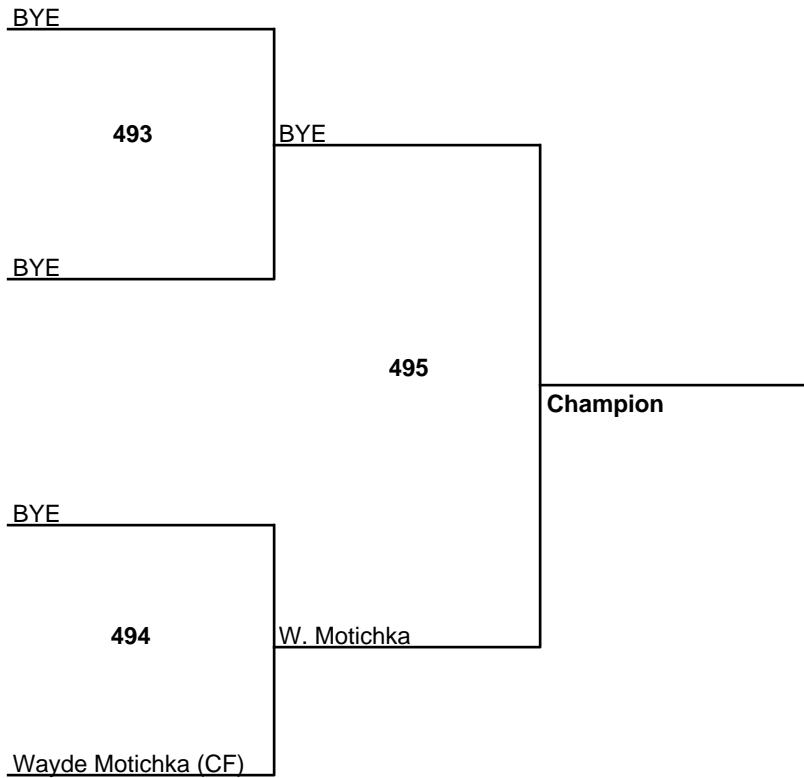 BYE
493
BYE
BYE
495
Champion
BYE
494
W. Motichka
Wayde Motichka (CF)